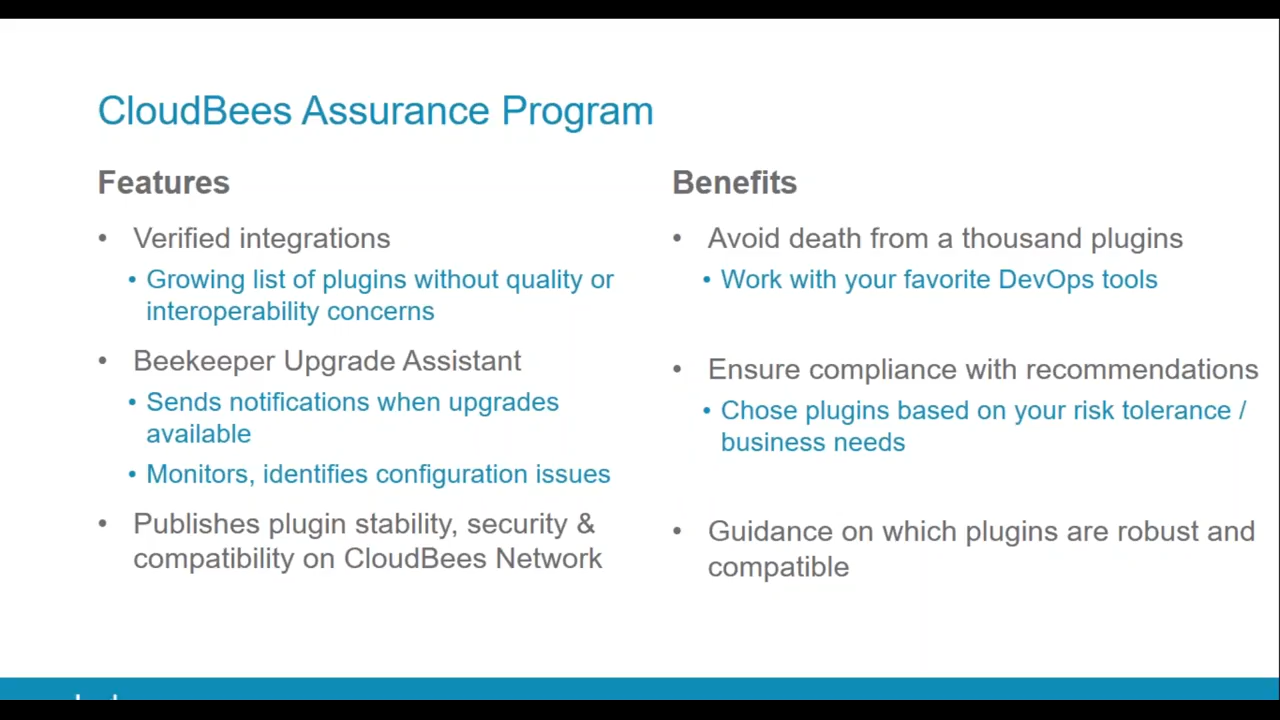 CloudBees Assurance Program
Features
• Verified integrations
• Growing list of plugins without quality or
interoperability concerns
• Beekeeper Upgrade Assistant
• Sends notifications when upgrades
available
• Monitors, identifies configuration issues
• Publishes plugin stability, security &
compatibility on CloudBees Network
Benefits
• Avoid death from a thousand plugins
• Work with your favorite DevOps tools
• Ensure compliance with recommendations
• Chose plugins based on your risk tolerance /
business needs
• Guidance on which plugins are robust and
compatible